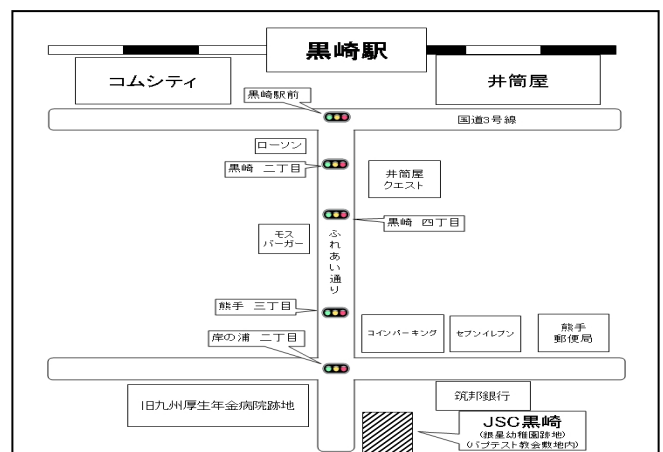 黒崎駅
コムシティ
井筒屋
黒崎駅前
国道3号線
ローソン
黒崎 二丁目
井筒屋
クエスト
黒崎 四丁目
モス
バーガー
ふれあい通り
熊手 三丁目
コインパーキング
セブンイレブン
熊手
郵便局
岸の浦 二丁目
筑邦銀行
旧九州厚生年金病院跡地
JSC黒崎
(銀星幼稚園跡地)
(バプテスト教会敷地内)